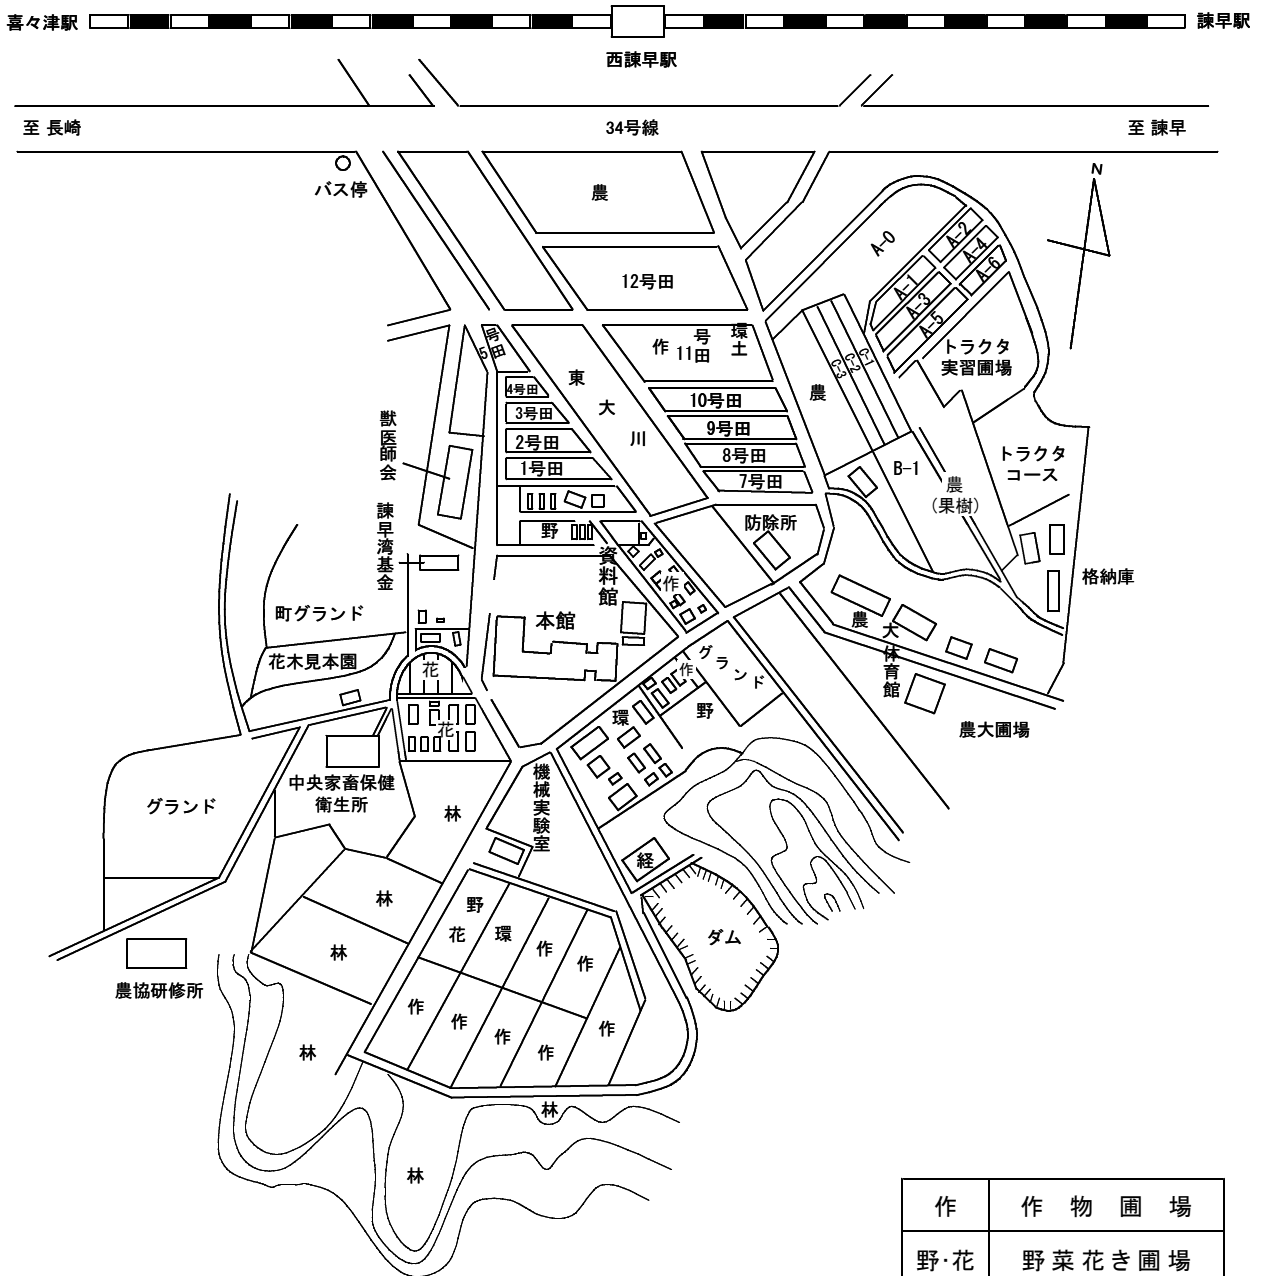 喜々津駅
諫早駅
西諫早駅
至 長崎
34号線
至 諫早
バス停
N
農
12号田
A-0
A-2
A-4
A-6
A-1
A-3
A-5
トラクタ
実習圃場
5号田
作
11号田
環土
東大川
農
C-1
C-2
C-3
4号田
3号田
2号田
1号田
10号田
9号田
8号田
7号田
獣医師会
B-1
農
(果樹)
トラクタ
コース
諫早湾基金
野
資料館
防除所
作
格納庫
町グランド
本館
農大体育館
花木見本園
花
作
グランド
環
野
花
農大圃場
中央家畜保健
衛生所
機械実験室
グランド
林
経
林
野
花
環
作
作
ダム
林
農協研修所
作
作
作
作
作
林
林
林
作
作物圃場
野・花
野菜花き圃場